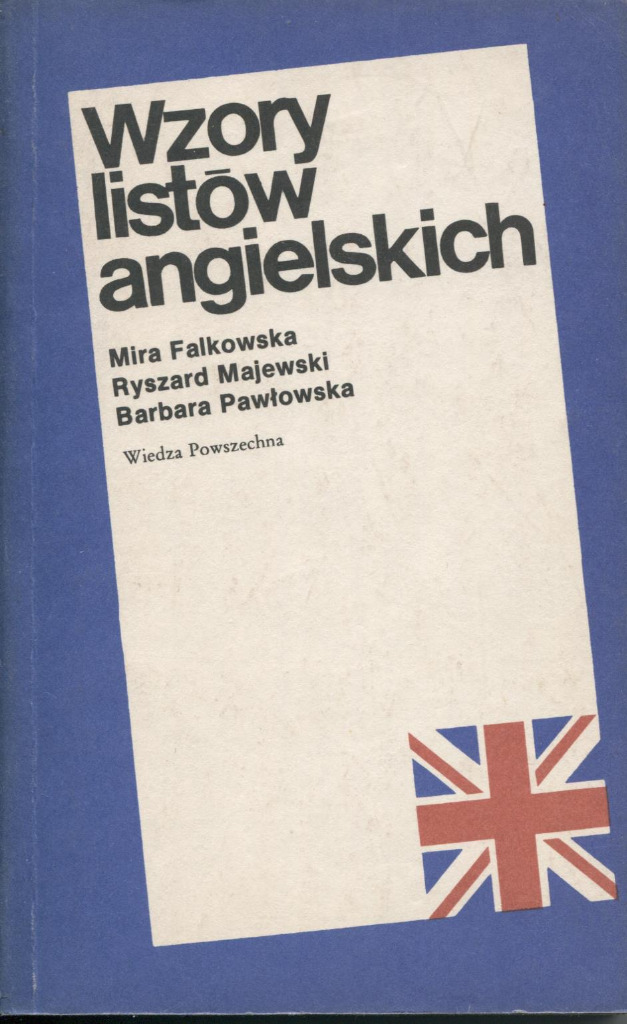 Wzory
listów
angielskich
Mira Falkowska
Ryszard Majewski
Barbara Pawłowska
Wiedza Powszechna